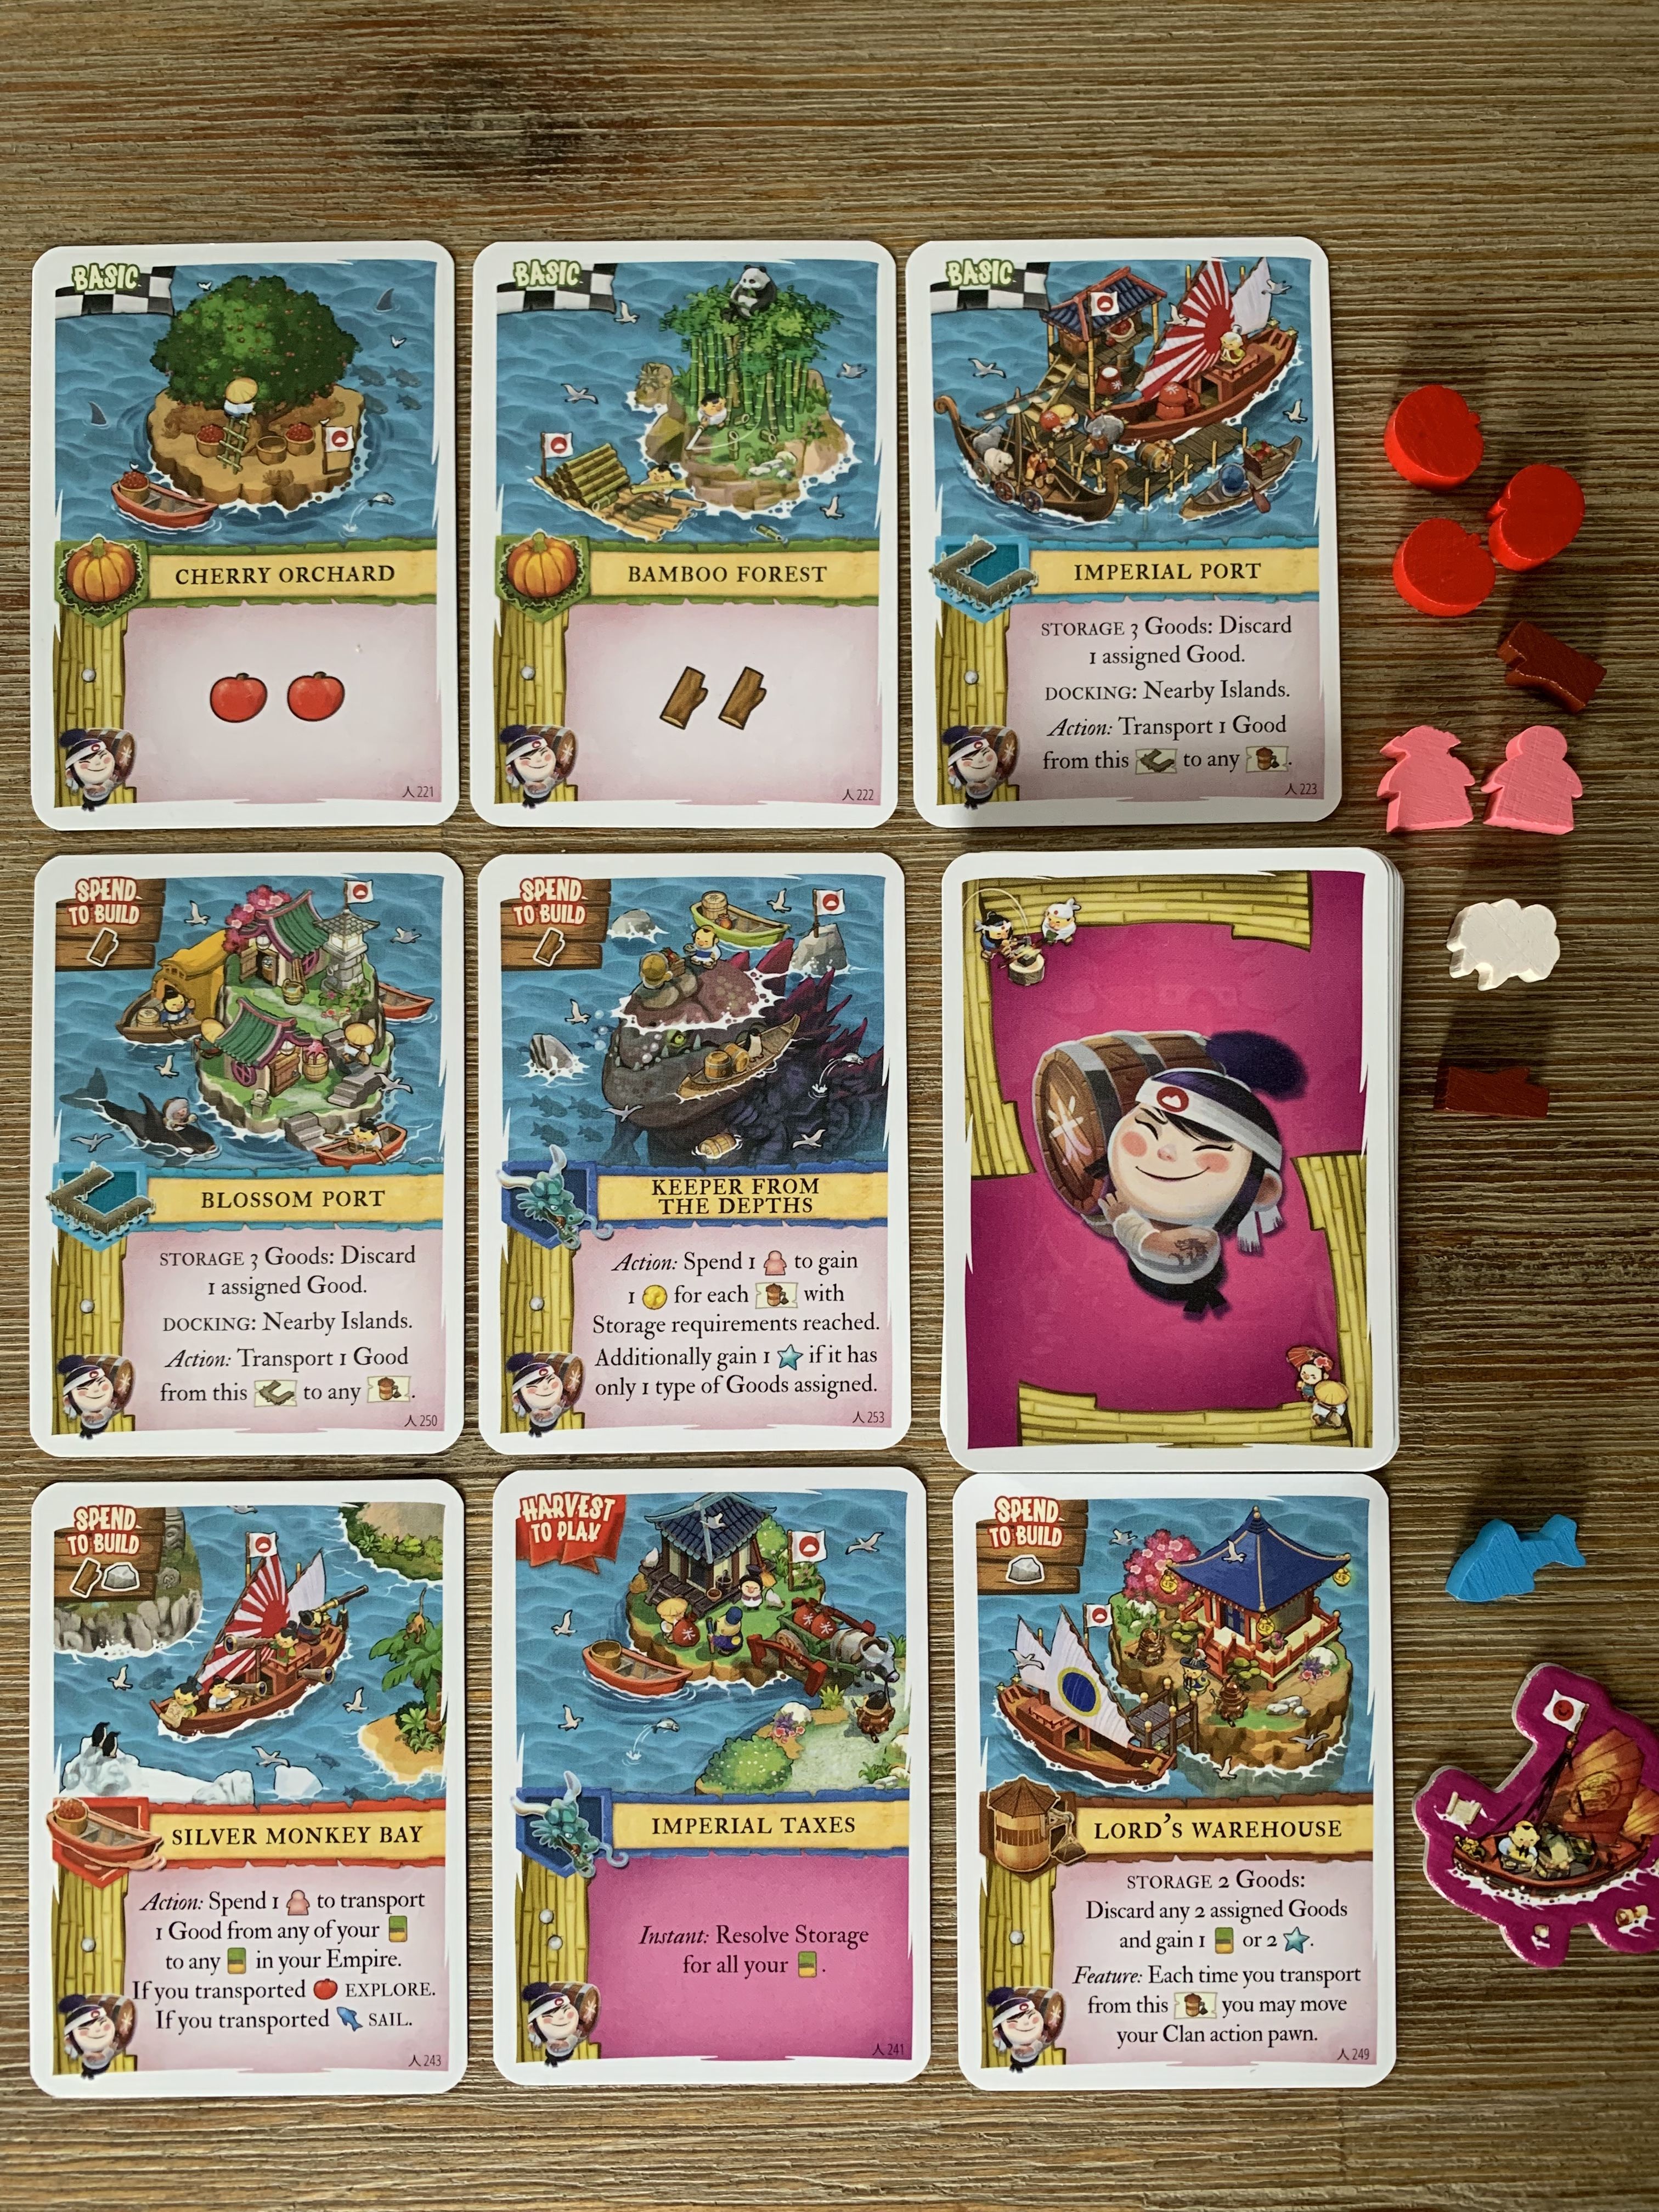 BASIC
CHERRY ORCHARD
人221
BASIC
BAMBOO FOREST
人222
BASIC
IMPERIAL PORT
STORAGE 3 Goods: Discard
1 assigned Good.
DOCKING: Nearby Islands.
Action: Transport 1 Good
from this to any .
人223
SPEND
TO BUILD
BLOSSOM PORT
STORAGE 3 Goods: Discard
1 assigned Good.
DOCKING: Nearby Islands.
Action: Transport 1 Good
from this to any .
人250
SPEND
TO BUILD
KEEPER FROM
THE DEPTHS
Action: Spend 1 to gain
1 for each with
Storage requirements reached.
Additionally gain 1 if it has
only 1 type of Goods assigned.
人253
米
SPEND
TO BUILD
SILVER MONKEY BAY
Action: Spend 1 to transport
1 Good from any of your
to any in your Empire.
If you transported EXPLORE.
If you transported SAIL.
人243
HARVEST
TO PLAY
IMPERIAL TAXES
Instant: Resolve Storage
for all your .
人241
SPEND
TO BUILD
LORD'S WAREHOUSE
STORAGE 2 Goods:
Discard any 2 assigned Goods
and gain 1 or 2 .
Feature: Each time you transport
from this you may move
your Clan action pawn.
人249